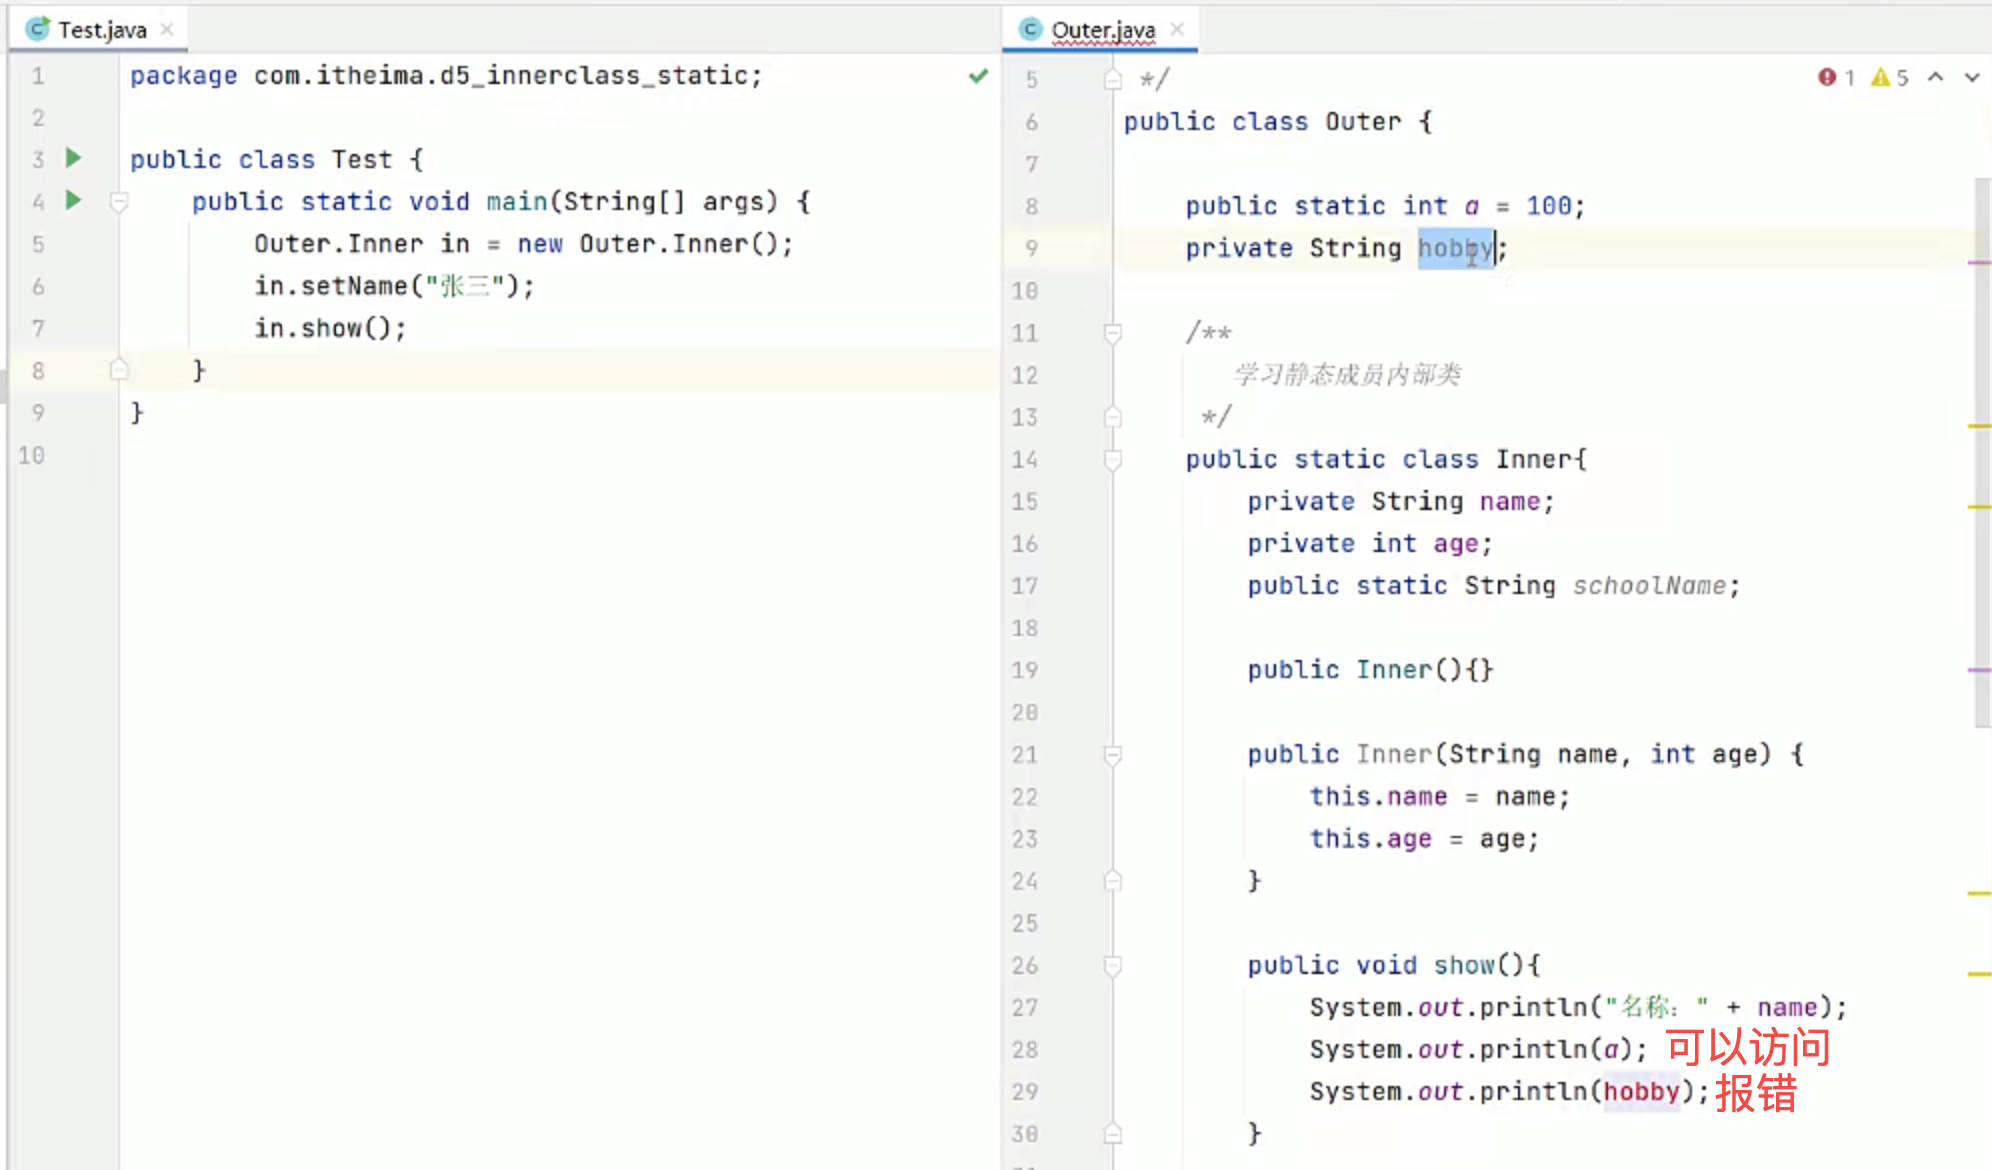 Test.java
1 package com.itheima.d5_innerclass_static;
2
3 public class Test {
4 public static void main(String[] args) {
5 Outer.Inner in = new Outer.Inner();
6 in.setName("张三");
7 in.show();
8 }
9 }
10
Outer.java
1 5
5 */
6 public class Outer {
7
8 public static int a = 100;
9 private String hobby;
10
11 /**
12 学习静态成员内部类
13 */
14 public static class Inner{
15 private String name;
16 private int age;
17 public static String schoolName;
18
19 public Inner(){}
20
21 public Inner(String name, int age) {
22 this.name = name;
23 this.age = age;
24 }
25
26 public void show(){
27 System.out.println("名称：" + name);
28 System.out.println(a); 可以访问
29 System.out.println(hobby); 报错
30 }